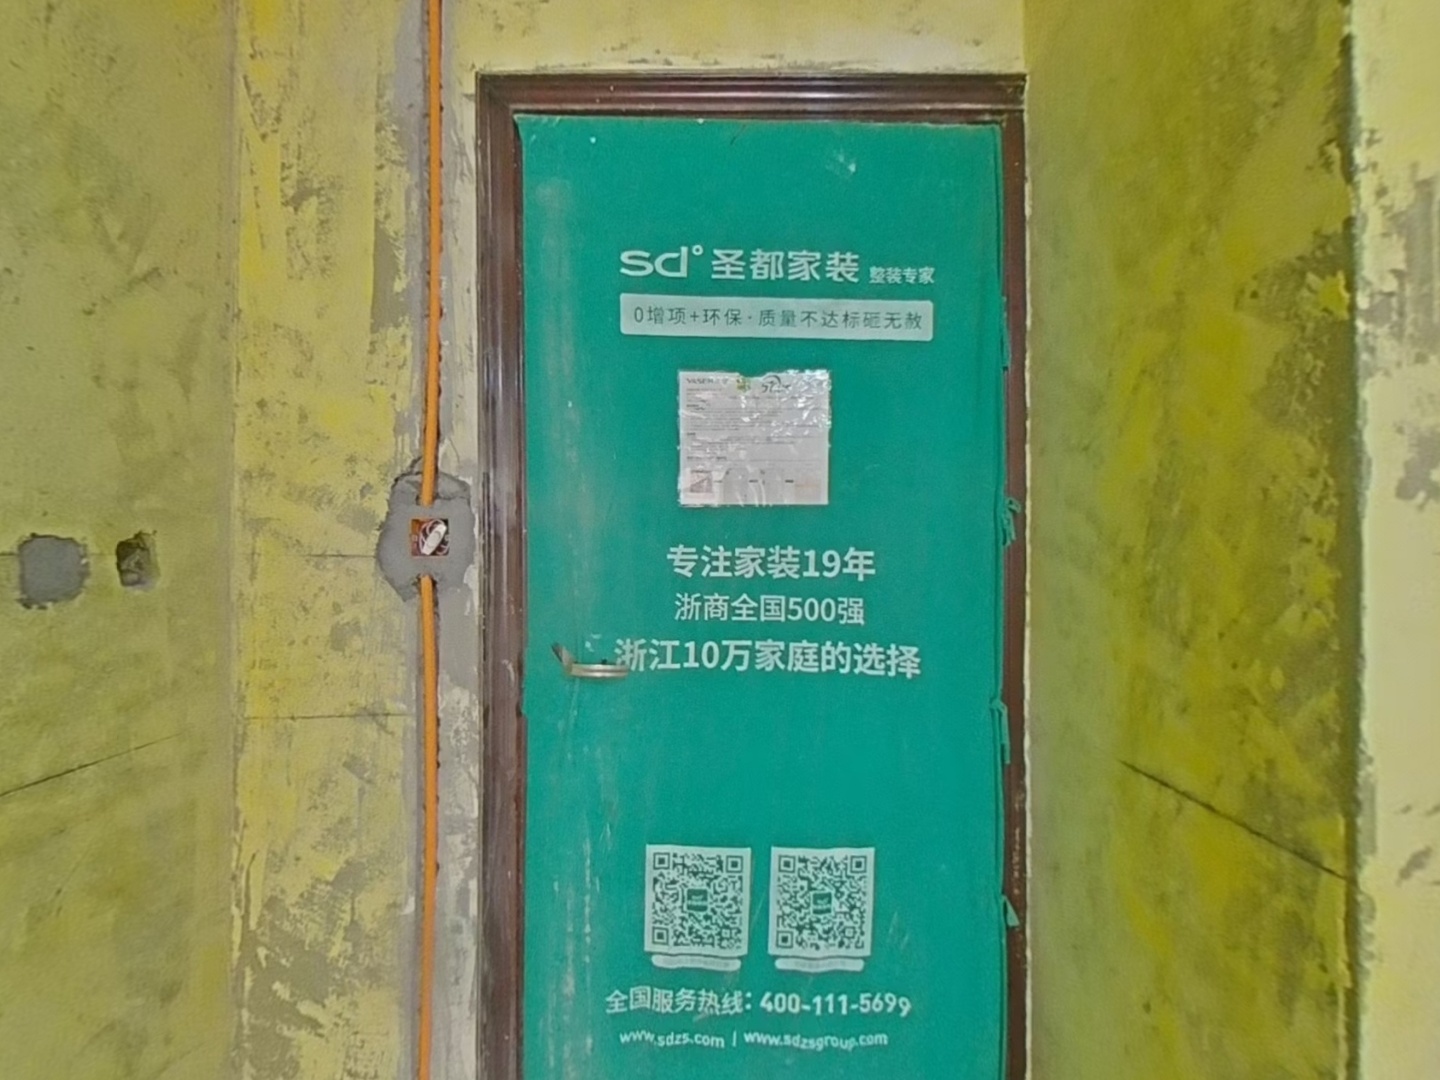 sd°圣都家装 整装专家
0增项+环保·质量不达标砸无赦
专注家装19年
浙商全国500强
浙江10万家庭的选择
全国服务热线：400-111-5699
www.sdzs.com | www.sdzsgroup.com